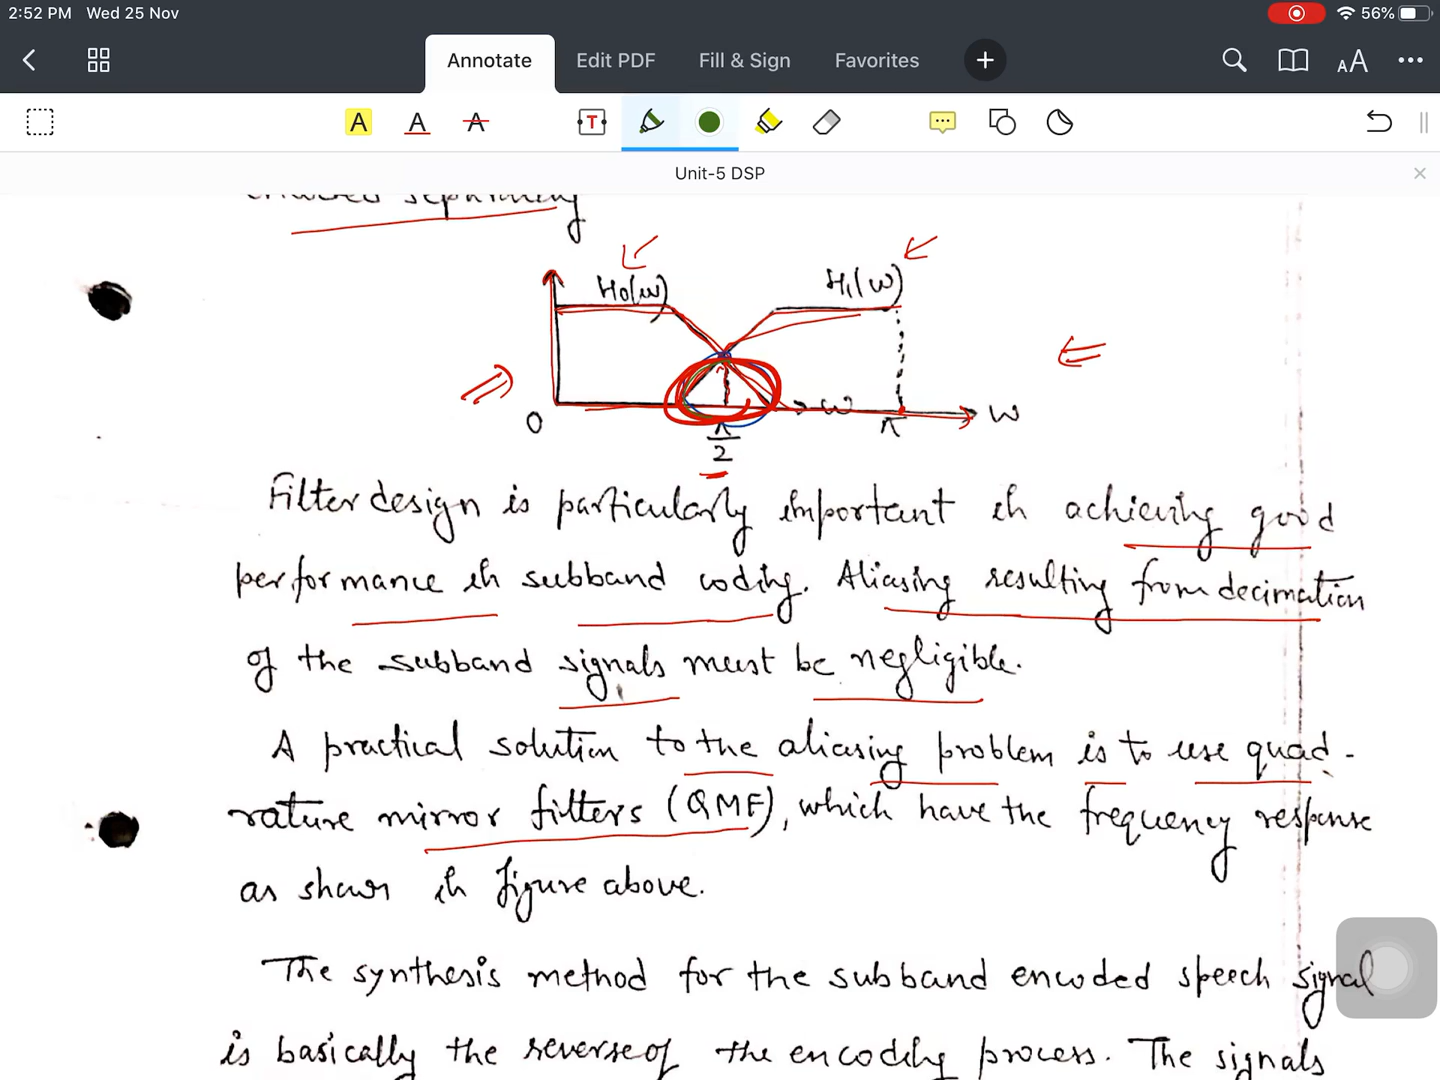 2:52 PM Wed 25 Nov 56%
Annotate Edit PDF Fill & Sign Favorites
A A A T AA
Unit-5 DSP
H₀(ω) H₁(ω)
0 π/2 ω π ω
Filter design is particularly important in achieving good
performance in subband coding. Aliasing resulting from decimation
of the subband signals must be negligible.
A practical solution to the aliasing problem is to use quad-
rature mirror filters (QMF), which have the frequency response
as shown in figure above.
The synthesis method for the subband encoded speech signal
is basically the reverse of the encoding process. The signals